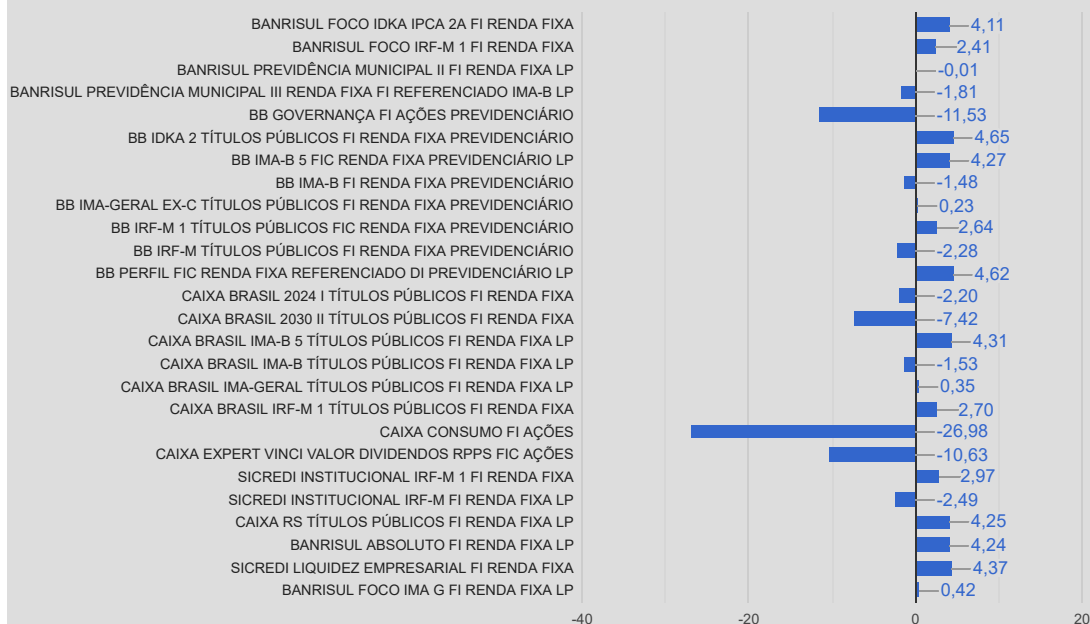 BANRISUL FOCO IDKA IPCA 2A FI RENDA FIXA 4,11
BANRISUL FOCO IRF-M 1 FI RENDA FIXA 2,41
BANRISUL PREVIDÊNCIA MUNICIPAL II FI RENDA FIXA LP -0,01
BANRISUL PREVIDÊNCIA MUNICIPAL III RENDA FIXA FI REFERENCIADO IMA-B LP -1,81
BB GOVERNANÇA FI AÇÕES PREVIDENCIÁRIO -11,53
BB IDKA 2 TÍTULOS PÚBLICOS FI RENDA FIXA PREVIDENCIÁRIO 4,65
BB IMA-B 5 FIC RENDA FIXA PREVIDENCIÁRIO LP 4,27
BB IMA-B FI RENDA FIXA PREVIDENCIÁRIO -1,48
BB IMA-GERAL EX-C TÍTULOS PÚBLICOS FI RENDA FIXA PREVIDENCIÁRIO 0,23
BB IRF-M 1 TÍTULOS PÚBLICOS FIC RENDA FIXA PREVIDENCIÁRIO 2,64
BB IRF-M TÍTULOS PÚBLICOS FI RENDA FIXA PREVIDENCIÁRIO -2,28
BB PERFIL FIC RENDA FIXA REFERENCIADO DI PREVIDENCIÁRIO LP 4,62
CAIXA BRASIL 2024 I TÍTULOS PÚBLICOS FI RENDA FIXA -2,20
CAIXA BRASIL 2030 II TÍTULOS PÚBLICOS FI RENDA FIXA -7,42
CAIXA BRASIL IMA-B 5 TÍTULOS PÚBLICOS FI RENDA FIXA LP 4,31
CAIXA BRASIL IMA-B TÍTULOS PÚBLICOS FI RENDA FIXA LP -1,53
CAIXA BRASIL IMA-GERAL TÍTULOS PÚBLICOS FI RENDA FIXA LP 0,35
CAIXA BRASIL IRF-M 1 TÍTULOS PÚBLICOS FI RENDA FIXA 2,70
CAIXA CONSUMO FI AÇÕES -26,98
CAIXA EXPERT VINCI VALOR DIVIDENDOS RPPS FIC AÇÕES -10,63
SICREDI INSTITUCIONAL IRF-M 1 FI RENDA FIXA 2,97
SICREDI INSTITUCIONAL IRF-M FI RENDA FIXA LP -2,49
CAIXA RS TÍTULOS PÚBLICOS FI RENDA FIXA LP 4,25
BANRISUL ABSOLUTO FI RENDA FIXA LP 4,24
SICREDI LIQUIDEZ EMPRESARIAL FI RENDA FIXA 4,37
BANRISUL FOCO IMA G FI RENDA FIXA LP 0,42
-40 -20 0 20